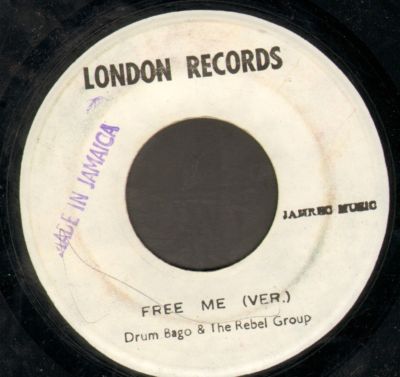 LONDON RECORDS
MADE IN JAMAICA
JAMREC MUSIC
FREE ME (VER.)
Drum Bago & The Rebel Group